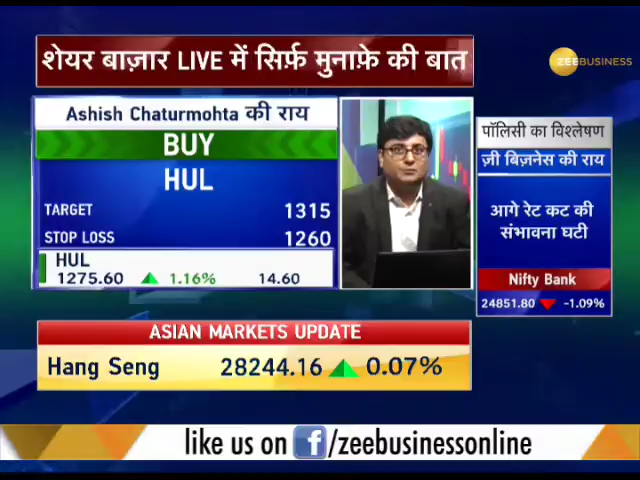 शेयर बाज़ार LIVE में सिर्फ़ मुनाफ़े की बात
ZEEBUSINESS
Ashish Chaturmohta की राय
BUY
HUL
TARGET 1315
STOP LOSS 1260
HUL
1275.60 1.16% 14.60
पॉलिसी का विश्लेषण
ज़ी बिज़नेस की राय
आगे रेट कट की
संभावना घटी
Nifty Bank
24851.80 -1.09%
ASIAN MARKETS UPDATE
Hang Seng 28244.16 0.07%
like us on f/zeebusinessonline